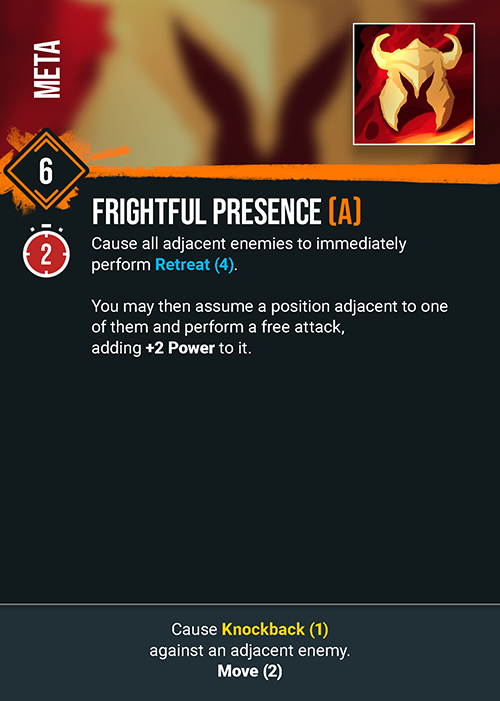 META
6
FRIGHTFUL PRESENCE (A)
2
Cause all adjacent enemies to immediately
perform Retreat (4).
You may then assume a position adjacent to one
of them and perform a free attack,
adding +2 Power to it.
Cause Knockback (1)
against an adjacent enemy.
Move (2)